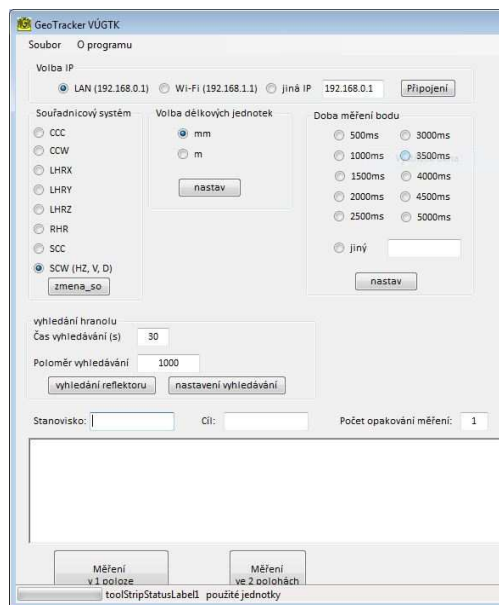 GeoTracker VÚGTK
Soubor O programu
Volba IP
LAN (192.168.0.1) Wi-Fi (192.168.1.1) jiná IP 192.168.0.1 Připojení
Souřadnicový systém
CCC
CCW
LHRX
LHRY
LHRZ
RHR
SCC
SCW (HZ, V, D)
zmena_so
Volba délkových jednotek
mm
m
nastav
Doba měření bodu
500ms 3000ms
1000ms 3500ms
1500ms 4000ms
2000ms 4500ms
2500ms 5000ms
jiný
nastav
vyhledání hranolu
Čas vyhledávání (s) 30
Poloměr vyhledávání 1000
vyhledání reflektoru nastavení vyhledávání
Stanovisko: Cíl: Počet opakování měření: 1
Měření
v 1 poloze
Měření
ve 2 polohách
toolStripStatusLabel1 použité jednotky